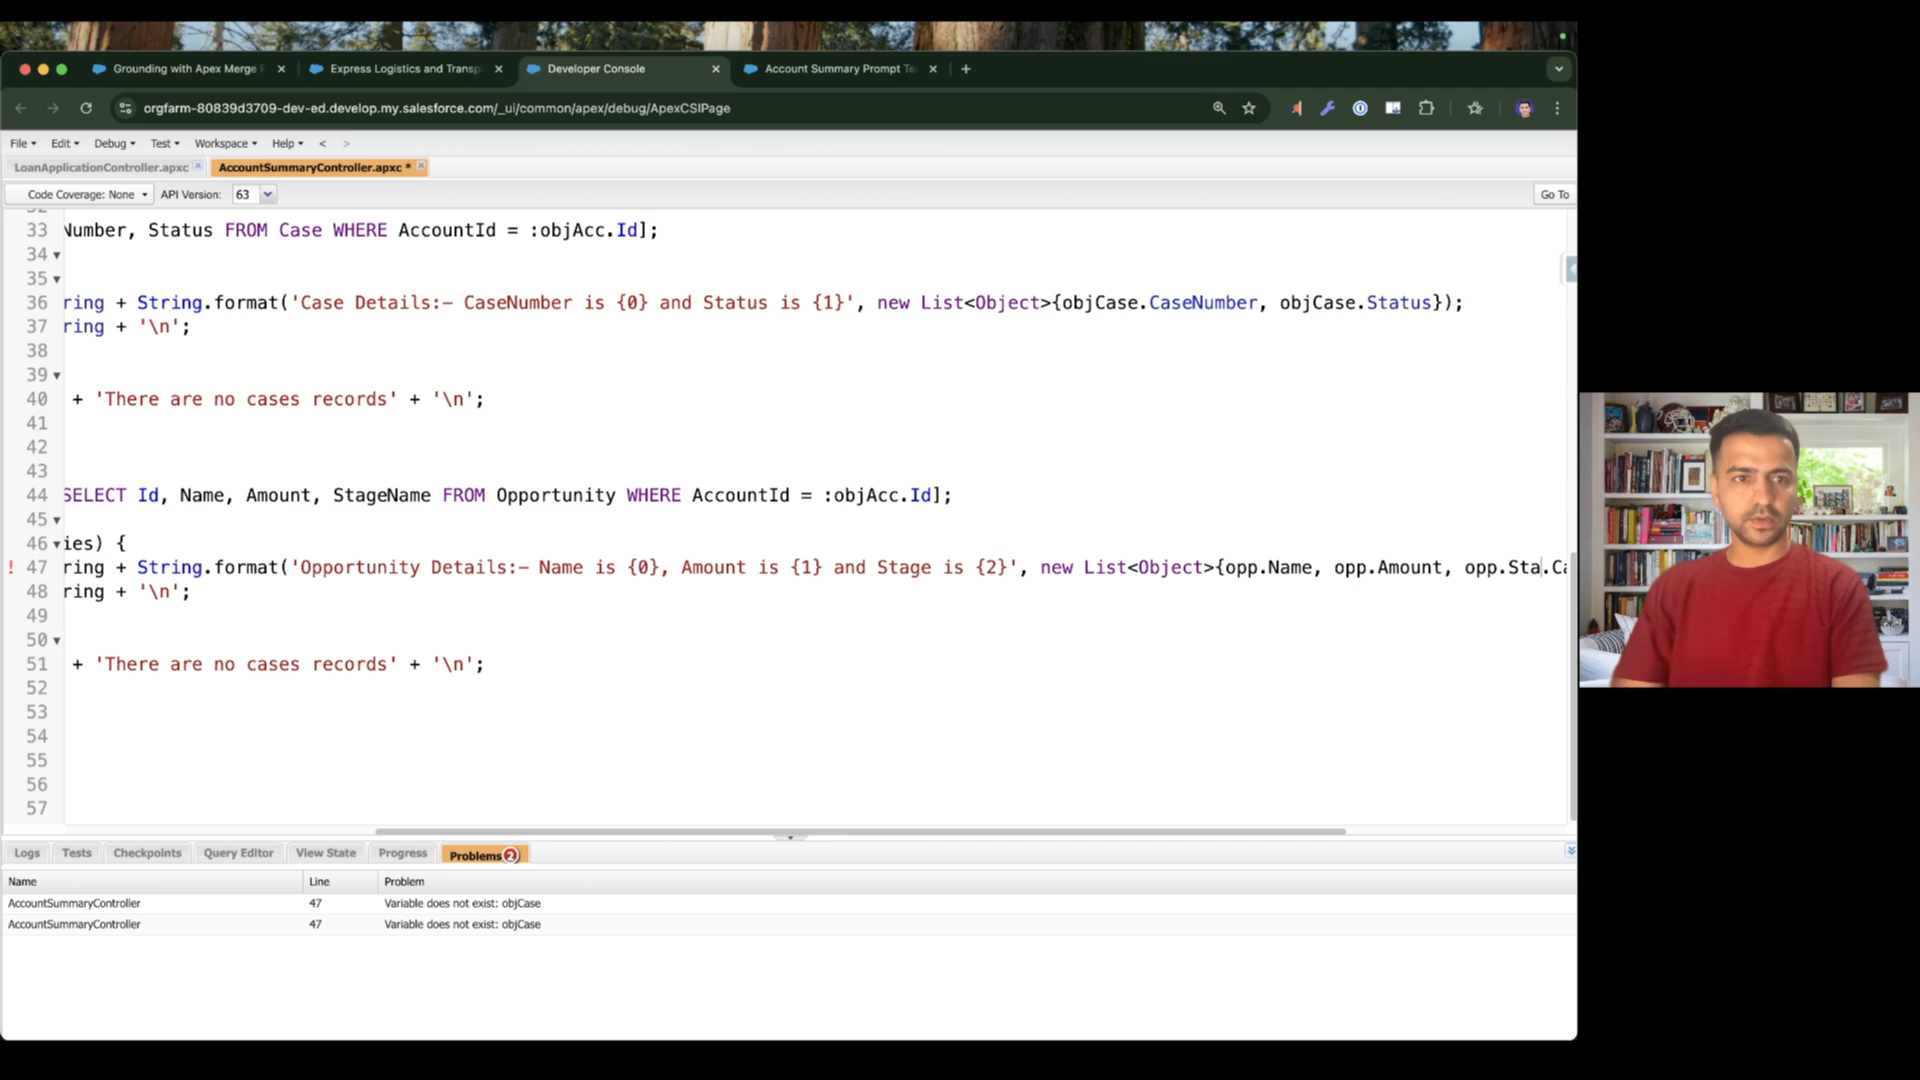 Grounding with Apex Merge F
Express Logistics and Transp
Developer Console
Account Summary Prompt Te
orgfarm-80839d3709-dev-ed.develop.my.salesforce.com/_ui/common/apex/debug/ApexCSIPage
File Edit Debug Test Workspace Help < >
LoanApplicationController.apxc
AccountSummaryController.apxc *
Code Coverage: None API Version: 63 Go To
33 Number, Status FROM Case WHERE AccountId = :objAcc.Id];
34
35
36 ring + String.format('Case Details:- CaseNumber is {0} and Status is {1}', new List<Object>{objCase.CaseNumber, objCase.Status});
37 ring + '\n';
38
39
40 + 'There are no cases records' + '\n';
41
42
43
44 SELECT Id, Name, Amount, StageName FROM Opportunity WHERE AccountId = :objAcc.Id];
45
46 ies) {
! 47 ring + String.format('Opportunity Details:- Name is {0}, Amount is {1} and Stage is {2}', new List<Object>{opp.Name, opp.Amount, opp.Sta.Ca
48 ring + '\n';
49
50
51 + 'There are no cases records' + '\n';
52
53
54
55
56
57
Logs Tests Checkpoints Query Editor View State Progress Problems 2
Name Line Problem
AccountSummaryController 47 Variable does not exist: objCase
AccountSummaryController 47 Variable does not exist: objCase